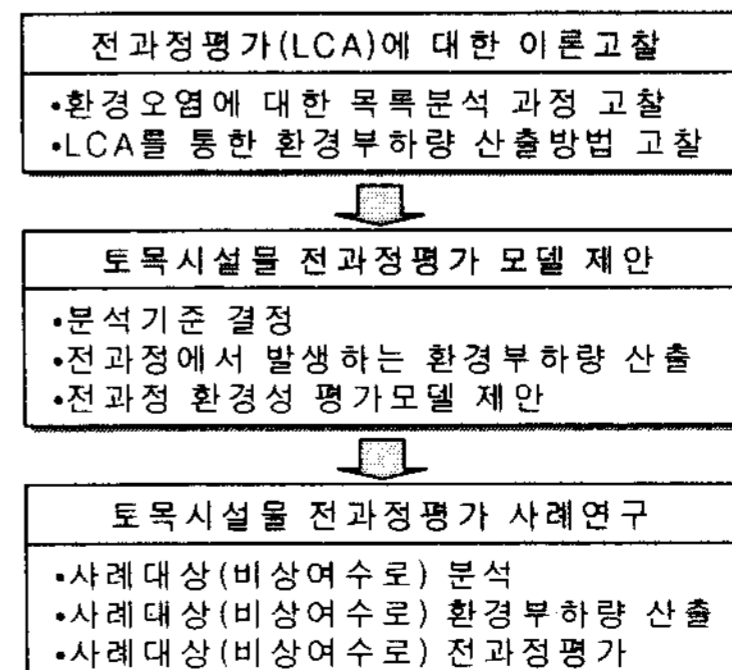 전과정평가(LCA)에 대한 이론고찰
•환경오염에 대한 목록분석 과정 고찰
•LCA를 통한 환경부하량 산출방법 고찰
토목시설물 전과정평가 모델 제안
•분석기준 결정
•전과정에서 발생하는 환경부하량 산출
•전과정 환경성 평가모델 제안
토목시설물 전과정평가 사례연구
•사례대상(비상여수로) 분석
•사례대상(비상여수로) 환경부하량 산출
•사례대상(비상여수로) 전과정평가